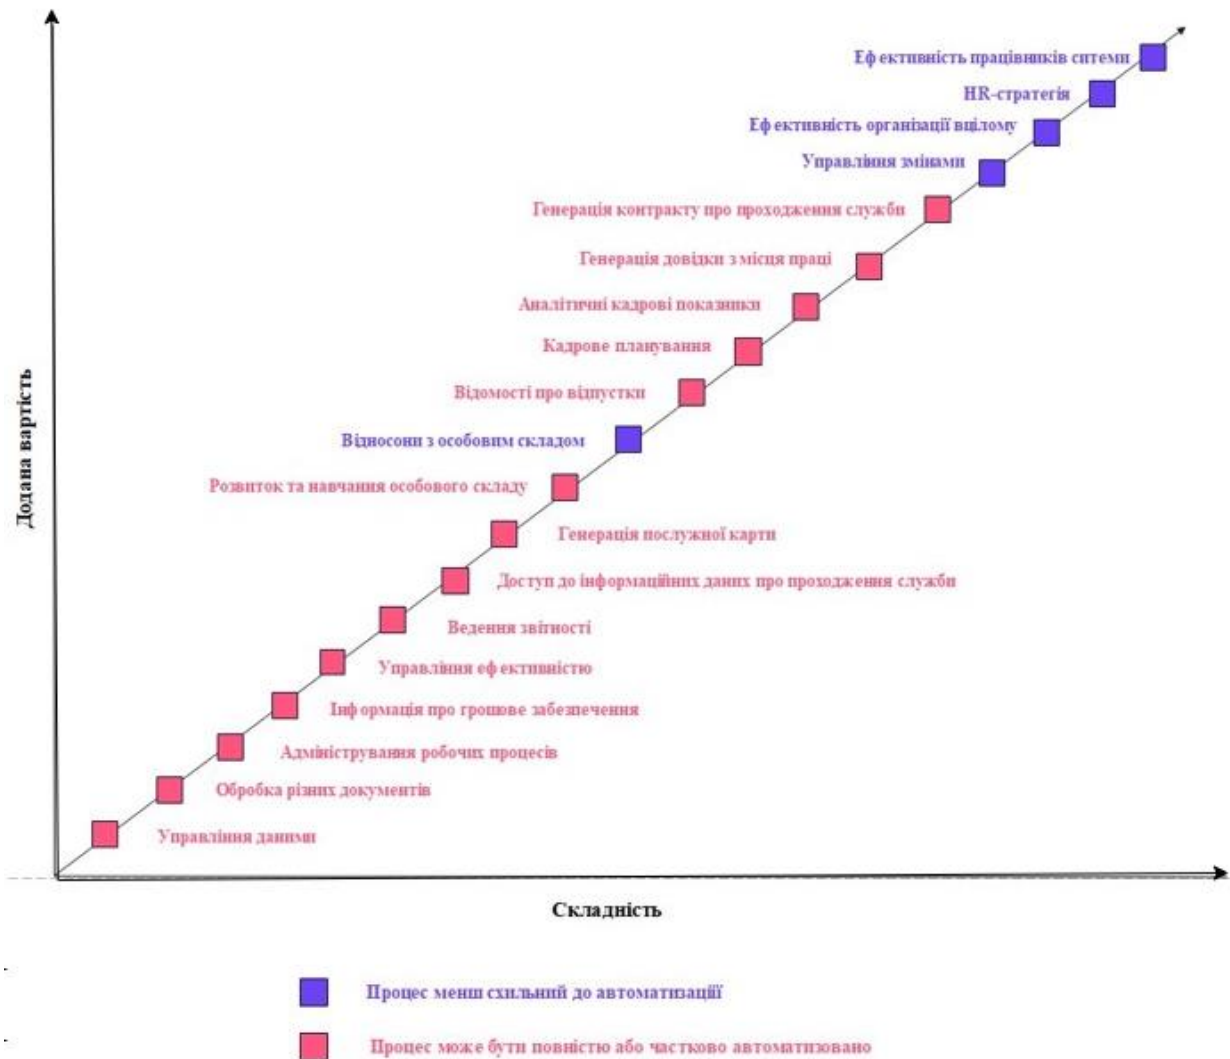 Ефективність працівників ситеми
HR-стратегія
Ефективність організації вцілому
Управління змінами
Генерація контракту про проходження служби
Генерація довідки з місця праці
Аналітичні кадрові показники
Кадрове планування
Відомості про відпустки
Відносони з особовим складом
Розвиток та навчання особового складу
Генерація послужної карти
Доступ до інформаційних даних про проходження служби
Ведення звітності
Управління ефективністю
Інформація про грошове забезпечення
Адміністрування робочих процесів
Обробка різних документів
Управління даними
Додана вартість
Складність
Процес менш схильний до автоматизаціії
Процес може бути повністю або частково автоматизовано